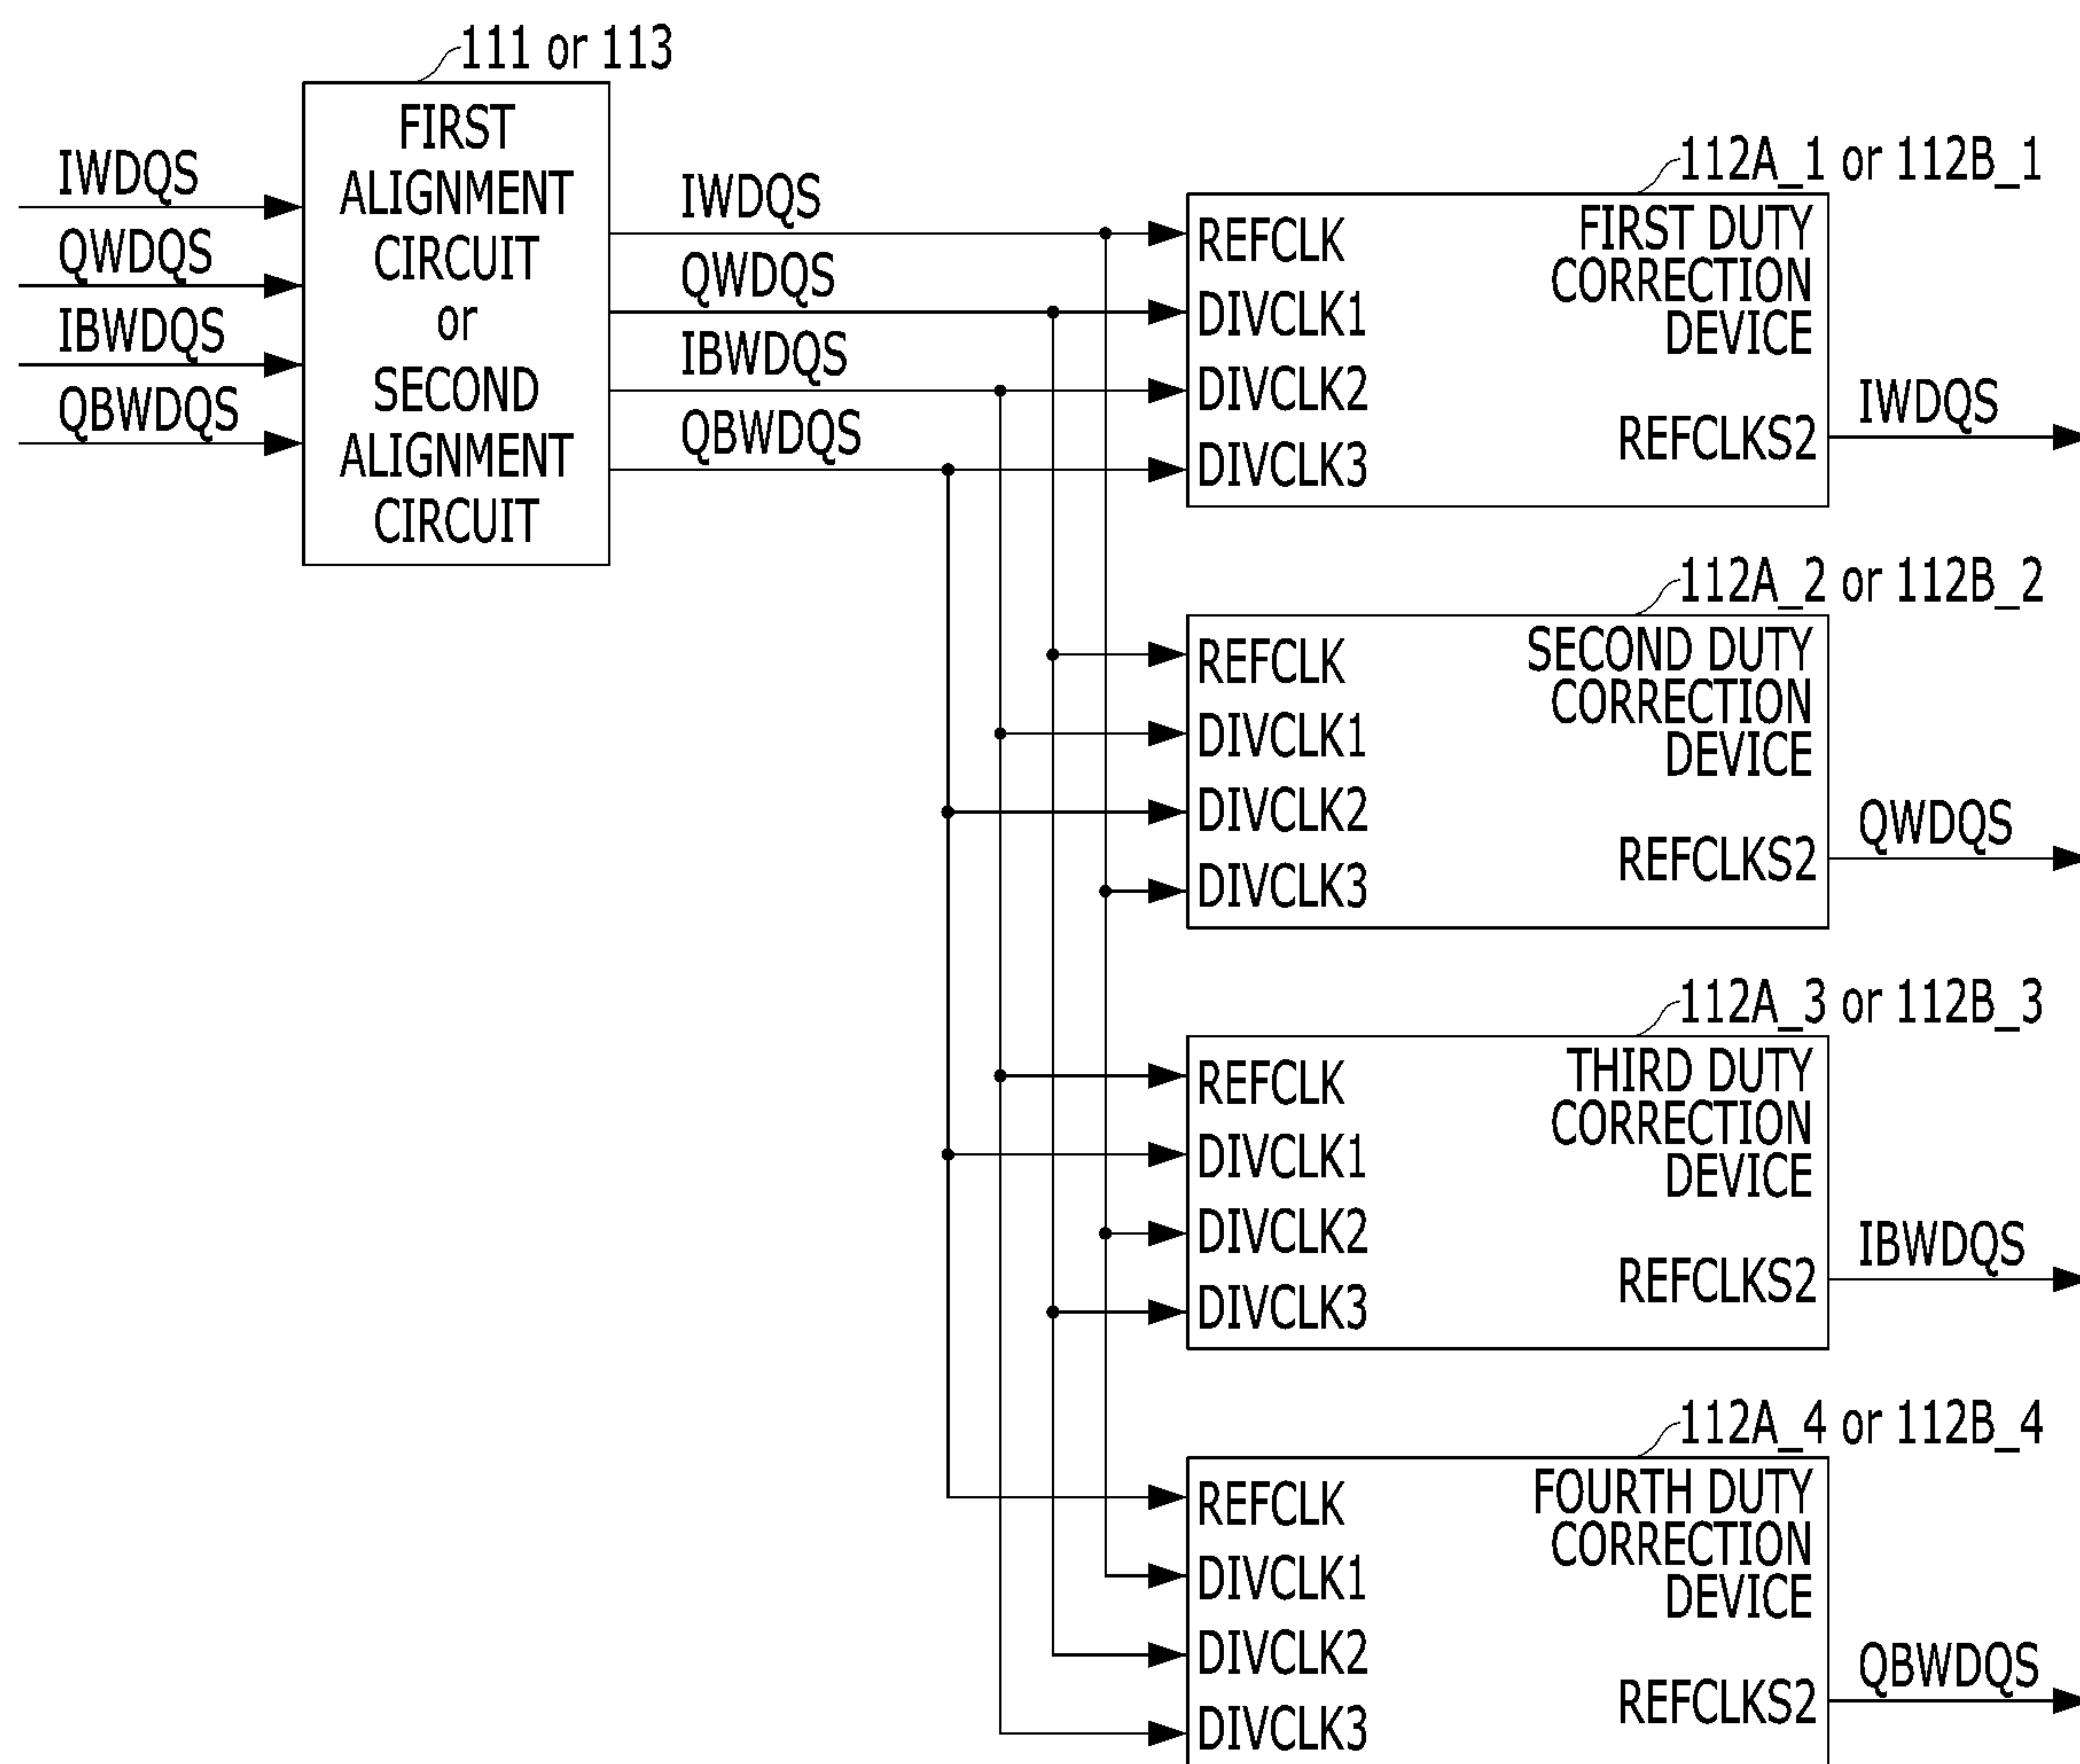 111 or 113
FIRST
ALIGNMENT
CIRCUIT
or
SECOND
ALIGNMENT
CIRCUIT
IWDQS
QWDQS
IBWDQS
QBWDQS
IWDQS
QWDQS
IBWDQS
QBWDQS
112A_1 or 112B_1
REFCLK
DIVCLK1
DIVCLK2
DIVCLK3
FIRST DUTY
CORRECTION
DEVICE
REFCLKS2
IWDQS
112A_2 or 112B_2
REFCLK
DIVCLK1
DIVCLK2
DIVCLK3
SECOND DUTY
CORRECTION
DEVICE
REFCLKS2
QWDQS
112A_3 or 112B_3
REFCLK
DIVCLK1
DIVCLK2
DIVCLK3
THIRD DUTY
CORRECTION
DEVICE
REFCLKS2
IBWDQS
112A_4 or 112B_4
REFCLK
DIVCLK1
DIVCLK2
DIVCLK3
FOURTH DUTY
CORRECTION
DEVICE
REFCLKS2
QBWDQS